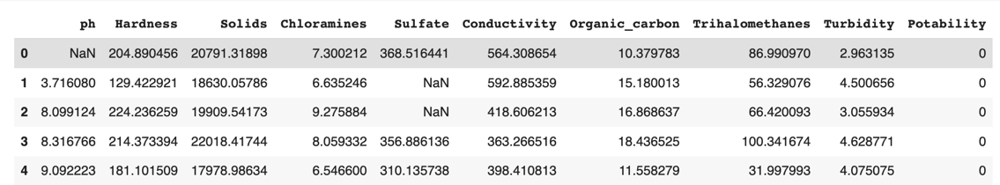 ph Hardness Solids Chloramines Sulfate Conductivity Organic_carbon Trihalomethanes Turbidity Potability
0 NaN 204.890456 20791.31898 7.300212 368.516441 564.308654 10.379783 86.990970 2.963135 0
1 3.716080 129.422921 18630.05786 6.635246 NaN 592.885359 15.180013 56.329076 4.500656 0
2 8.099124 224.236259 19909.54173 9.275884 NaN 418.606213 16.868637 66.420093 3.055934 0
3 8.316766 214.373394 22018.41744 8.059332 356.886136 363.266516 18.436525 100.341674 4.628771 0
4 9.092223 181.101509 17978.98634 6.546600 310.135738 398.410813 11.558279 31.997993 4.075075 0